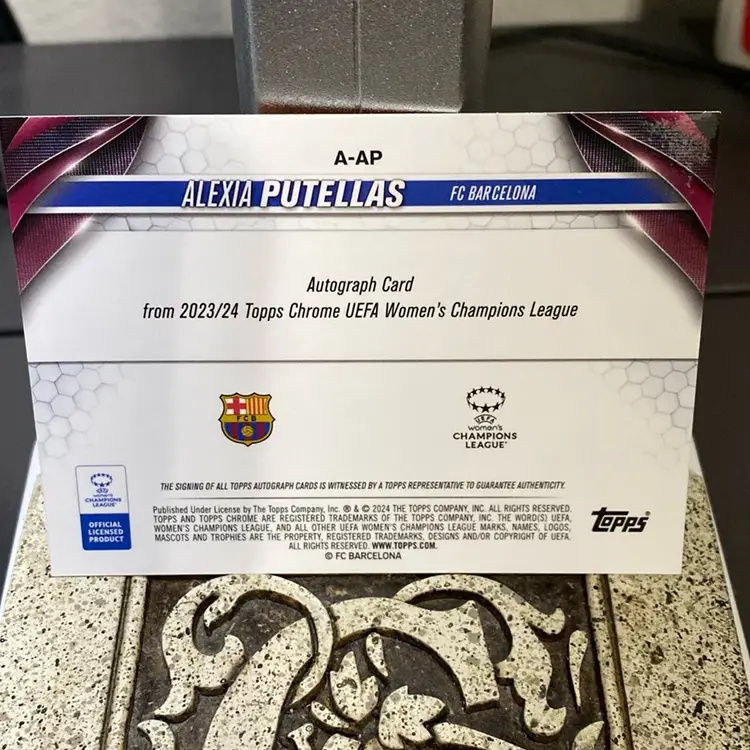 A-AP
ALEXIA PUTELLAS FC BARCELONA
Autograph Card
from 2023/24 Topps Chrome UEFA Women's Champions League
FCB
UEFA
women's
CHAMPIONS
LEAGUE
THE SIGNING OF ALL TOPPS AUTOGRAPH CARDS IS WITNESSED BY A TOPPS REPRESENTATIVE TO GUARANTEE AUTHENTICITY.
women's
CHAMPIONS
LEAGUE
OFFICIAL
LICENSED
PRODUCT
Published Under License by The Topps Company, Inc. ® & © 2024 THE TOPPS COMPANY, INC. ALL RIGHTS RESERVED.
TOPPS AND TOPPS CHROME ARE REGISTERED TRADEMARKS OF THE TOPPS COMPANY, INC. THE WORD(S) UEFA,
WOMEN'S CHAMPIONS LEAGUE, AND ALL OTHER UEFA WOMEN'S CHAMPIONS LEAGUE MARKS, NAMES, LOGOS,
MASCOTS AND TROPHIES ARE THE PROPERTY, REGISTERED TRADEMARKS, DESIGNS AND/OR COPYRIGHT OF UEFA.
ALL RIGHTS RESERVED. WWW.TOPPS.COM.
© FC BARCELONA
Topps®